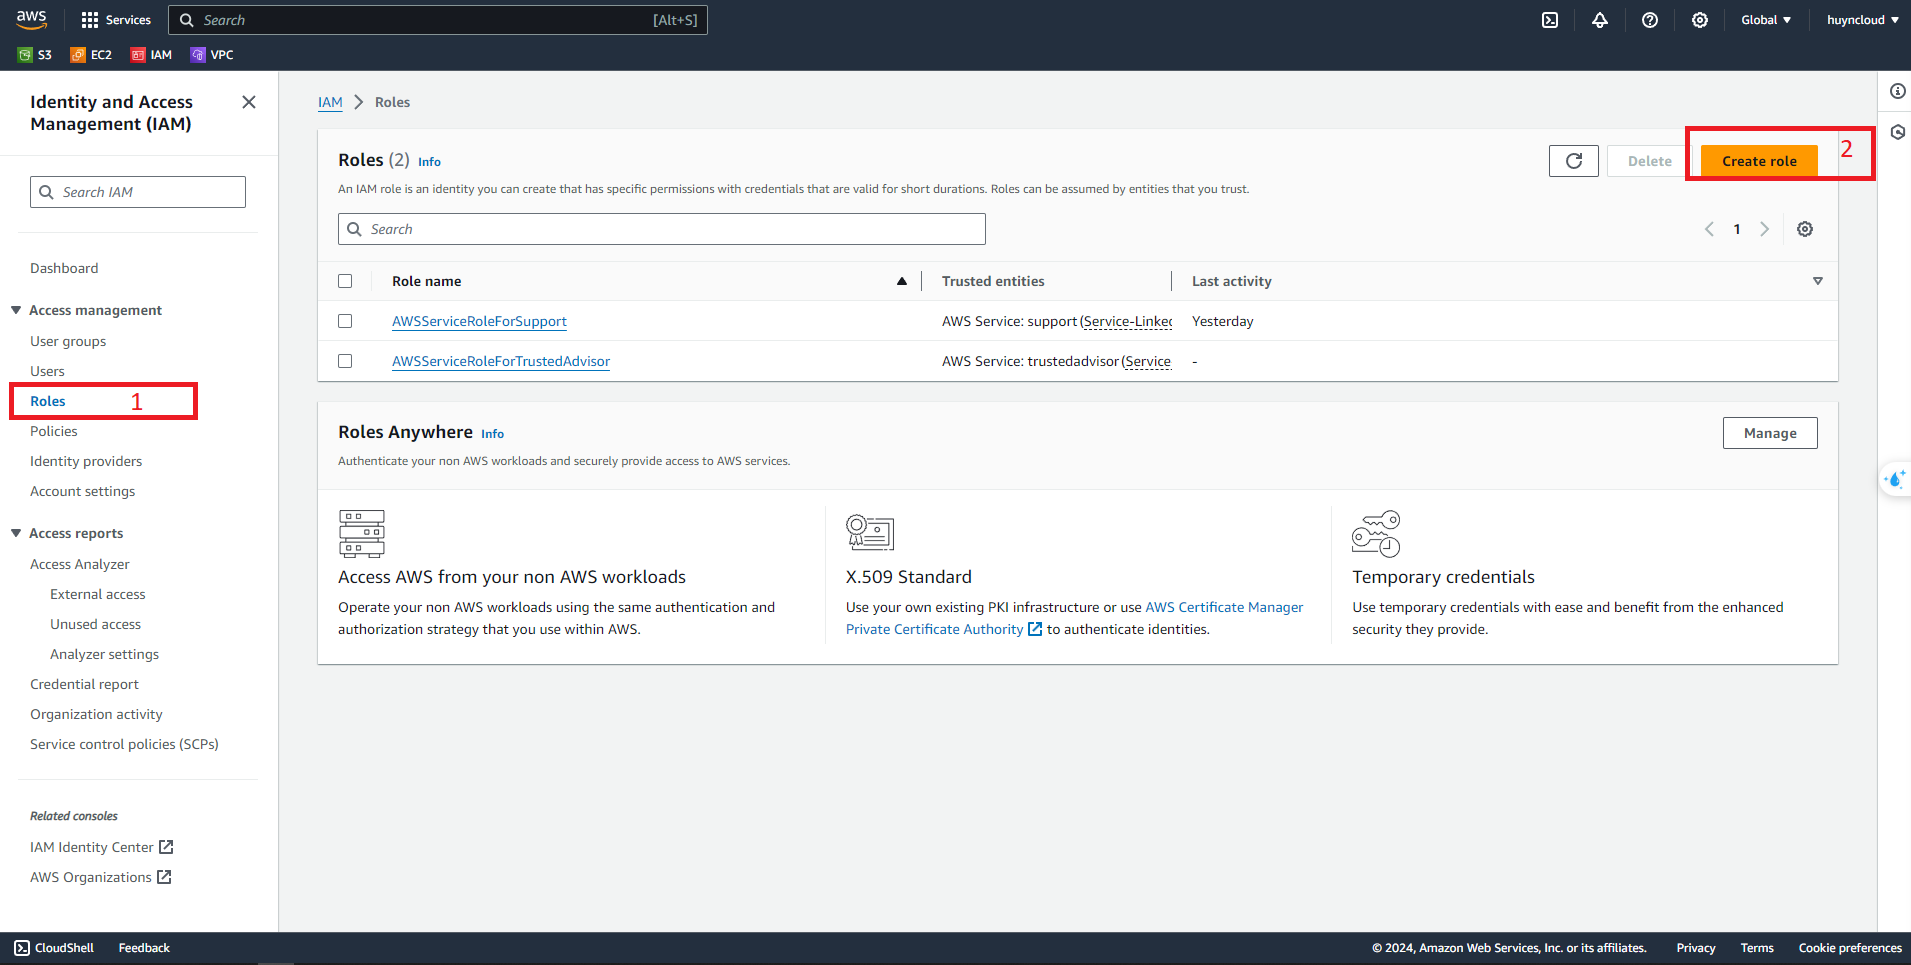 aws
Services
Search
[Alt+S]
Global
huyncloud
S3
EC2
IAM
VPC
Identity and Access
Management (IAM)
Search IAM
Dashboard
Access management
User groups
Users
Roles
1
Policies
Identity providers
Account settings
Access reports
Access Analyzer
External access
Unused access
Analyzer settings
Credential report
Organization activity
Service control policies (SCPs)
Related consoles
IAM Identity Center
AWS Organizations
IAM
Roles
Roles (2) Info
Delete
Create role
2
An IAM role is an identity you can create that has specific permissions with credentials that are valid for short durations. Roles can be assumed by entities that you trust.
Search
1
Role name
Trusted entities
Last activity
AWSServiceRoleForSupport
AWS Service: support (Service-Linked
Yesterday
AWSServiceRoleForTrustedAdvisor
AWS Service: trustedadvisor (Service
-
Roles Anywhere Info
Manage
Authenticate your non AWS workloads and securely provide access to AWS services.
Access AWS from your non AWS workloads
Operate your non AWS workloads using the same authentication and
authorization strategy that you use within AWS.
X.509 Standard
Use your own existing PKI infrastructure or use AWS Certificate Manager
Private Certificate Authority to authenticate identities.
Temporary credentials
Use temporary credentials with ease and benefit from the enhanced
security they provide.
CloudShell
Feedback
© 2024, Amazon Web Services, Inc. or its affiliates.
Privacy
Terms
Cookie preferences